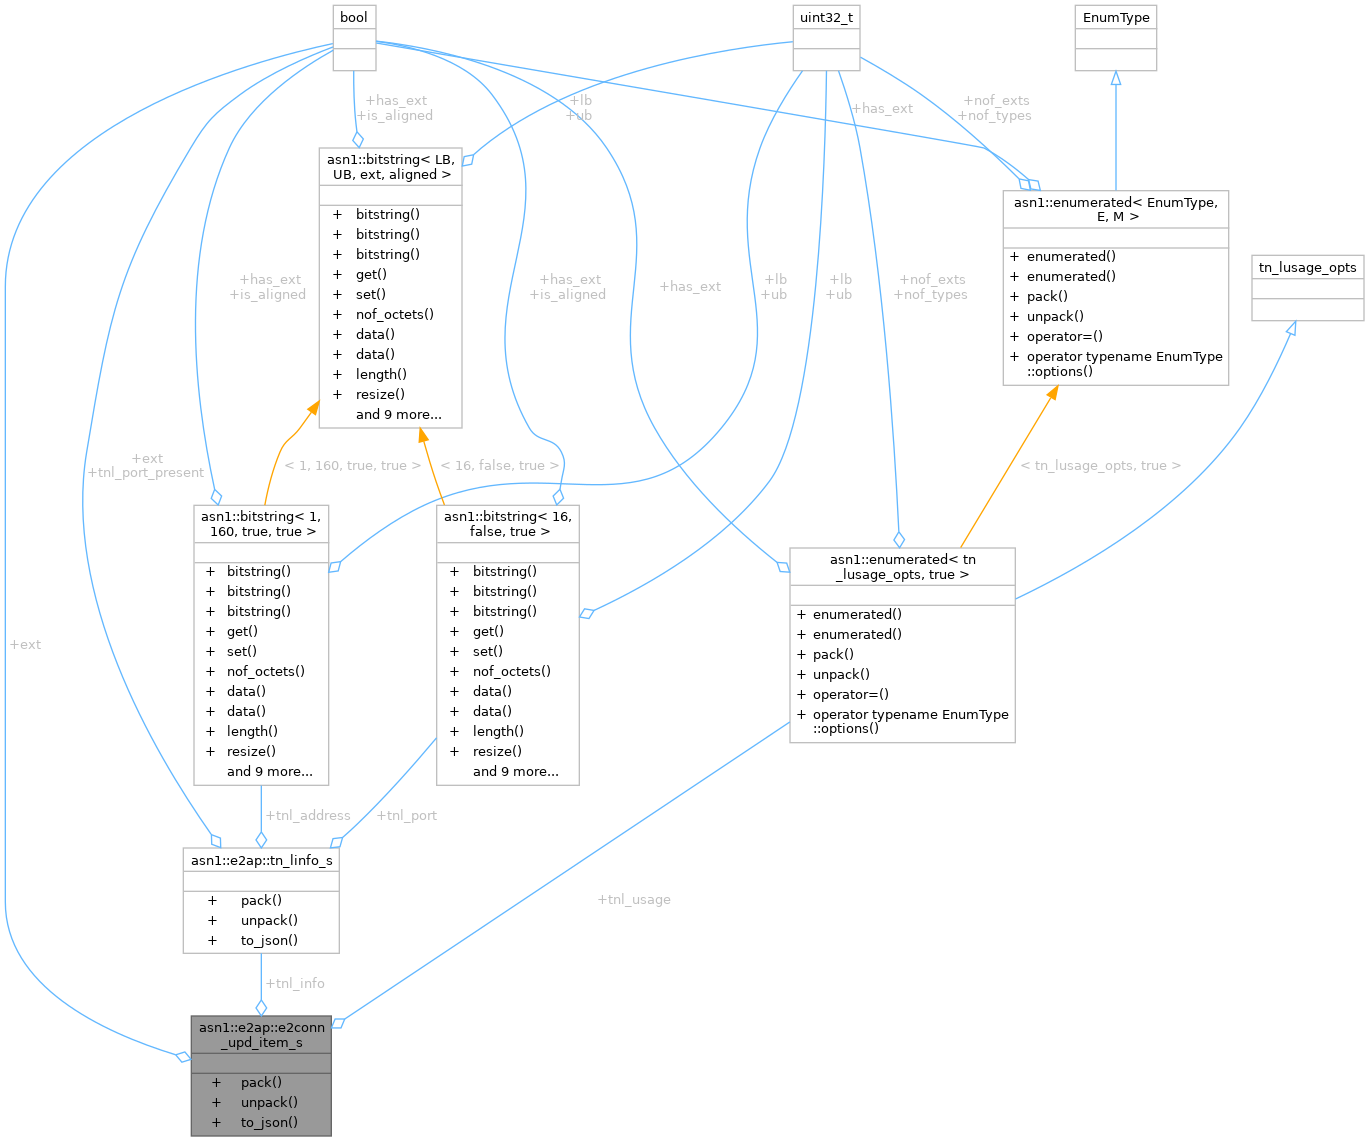 bool
uint32_t
EnumType
+has_ext
+is_aligned
+lb
+ub
+has_ext
+nof_exts
+nof_types
asn1::bitstring< LB,
UB, ext, aligned >
+ bitstring()
+ bitstring()
+ bitstring()
+ get()
+ set()
+ nof_octets()
+ data()
+ data()
+ length()
+ resize()
and 9 more...
asn1::enumerated< EnumType,
E, M >
+ enumerated()
+ enumerated()
+ pack()
+ unpack()
+ operator=()
+ operator typename EnumType
::options()
tn_lusage_opts
+has_ext
+is_aligned
+has_ext
+is_aligned
+has_ext
+lb
+ub
+lb
+ub
+nof_exts
+nof_types
+ext
+tnl_port_present
< 1, 160, true, true >
< 16, false, true >
< tn_lusage_opts, true >
asn1::bitstring< 1,
160, true, true >
+ bitstring()
+ bitstring()
+ bitstring()
+ get()
+ set()
+ nof_octets()
+ data()
+ data()
+ length()
+ resize()
and 9 more...
asn1::bitstring< 16,
false, true >
+ bitstring()
+ bitstring()
+ bitstring()
+ get()
+ set()
+ nof_octets()
+ data()
+ data()
+ length()
+ resize()
and 9 more...
asn1::enumerated< tn
_lusage_opts, true >
+ enumerated()
+ enumerated()
+ pack()
+ unpack()
+ operator=()
+ operator typename EnumType
::options()
+ext
+tnl_address
+tnl_port
asn1::e2ap::tn_linfo_s
+ pack()
+ unpack()
+ to_json()
+tnl_usage
+tnl_info
asn1::e2ap::e2conn
_upd_item_s
+ pack()
+ unpack()
+ to_json()